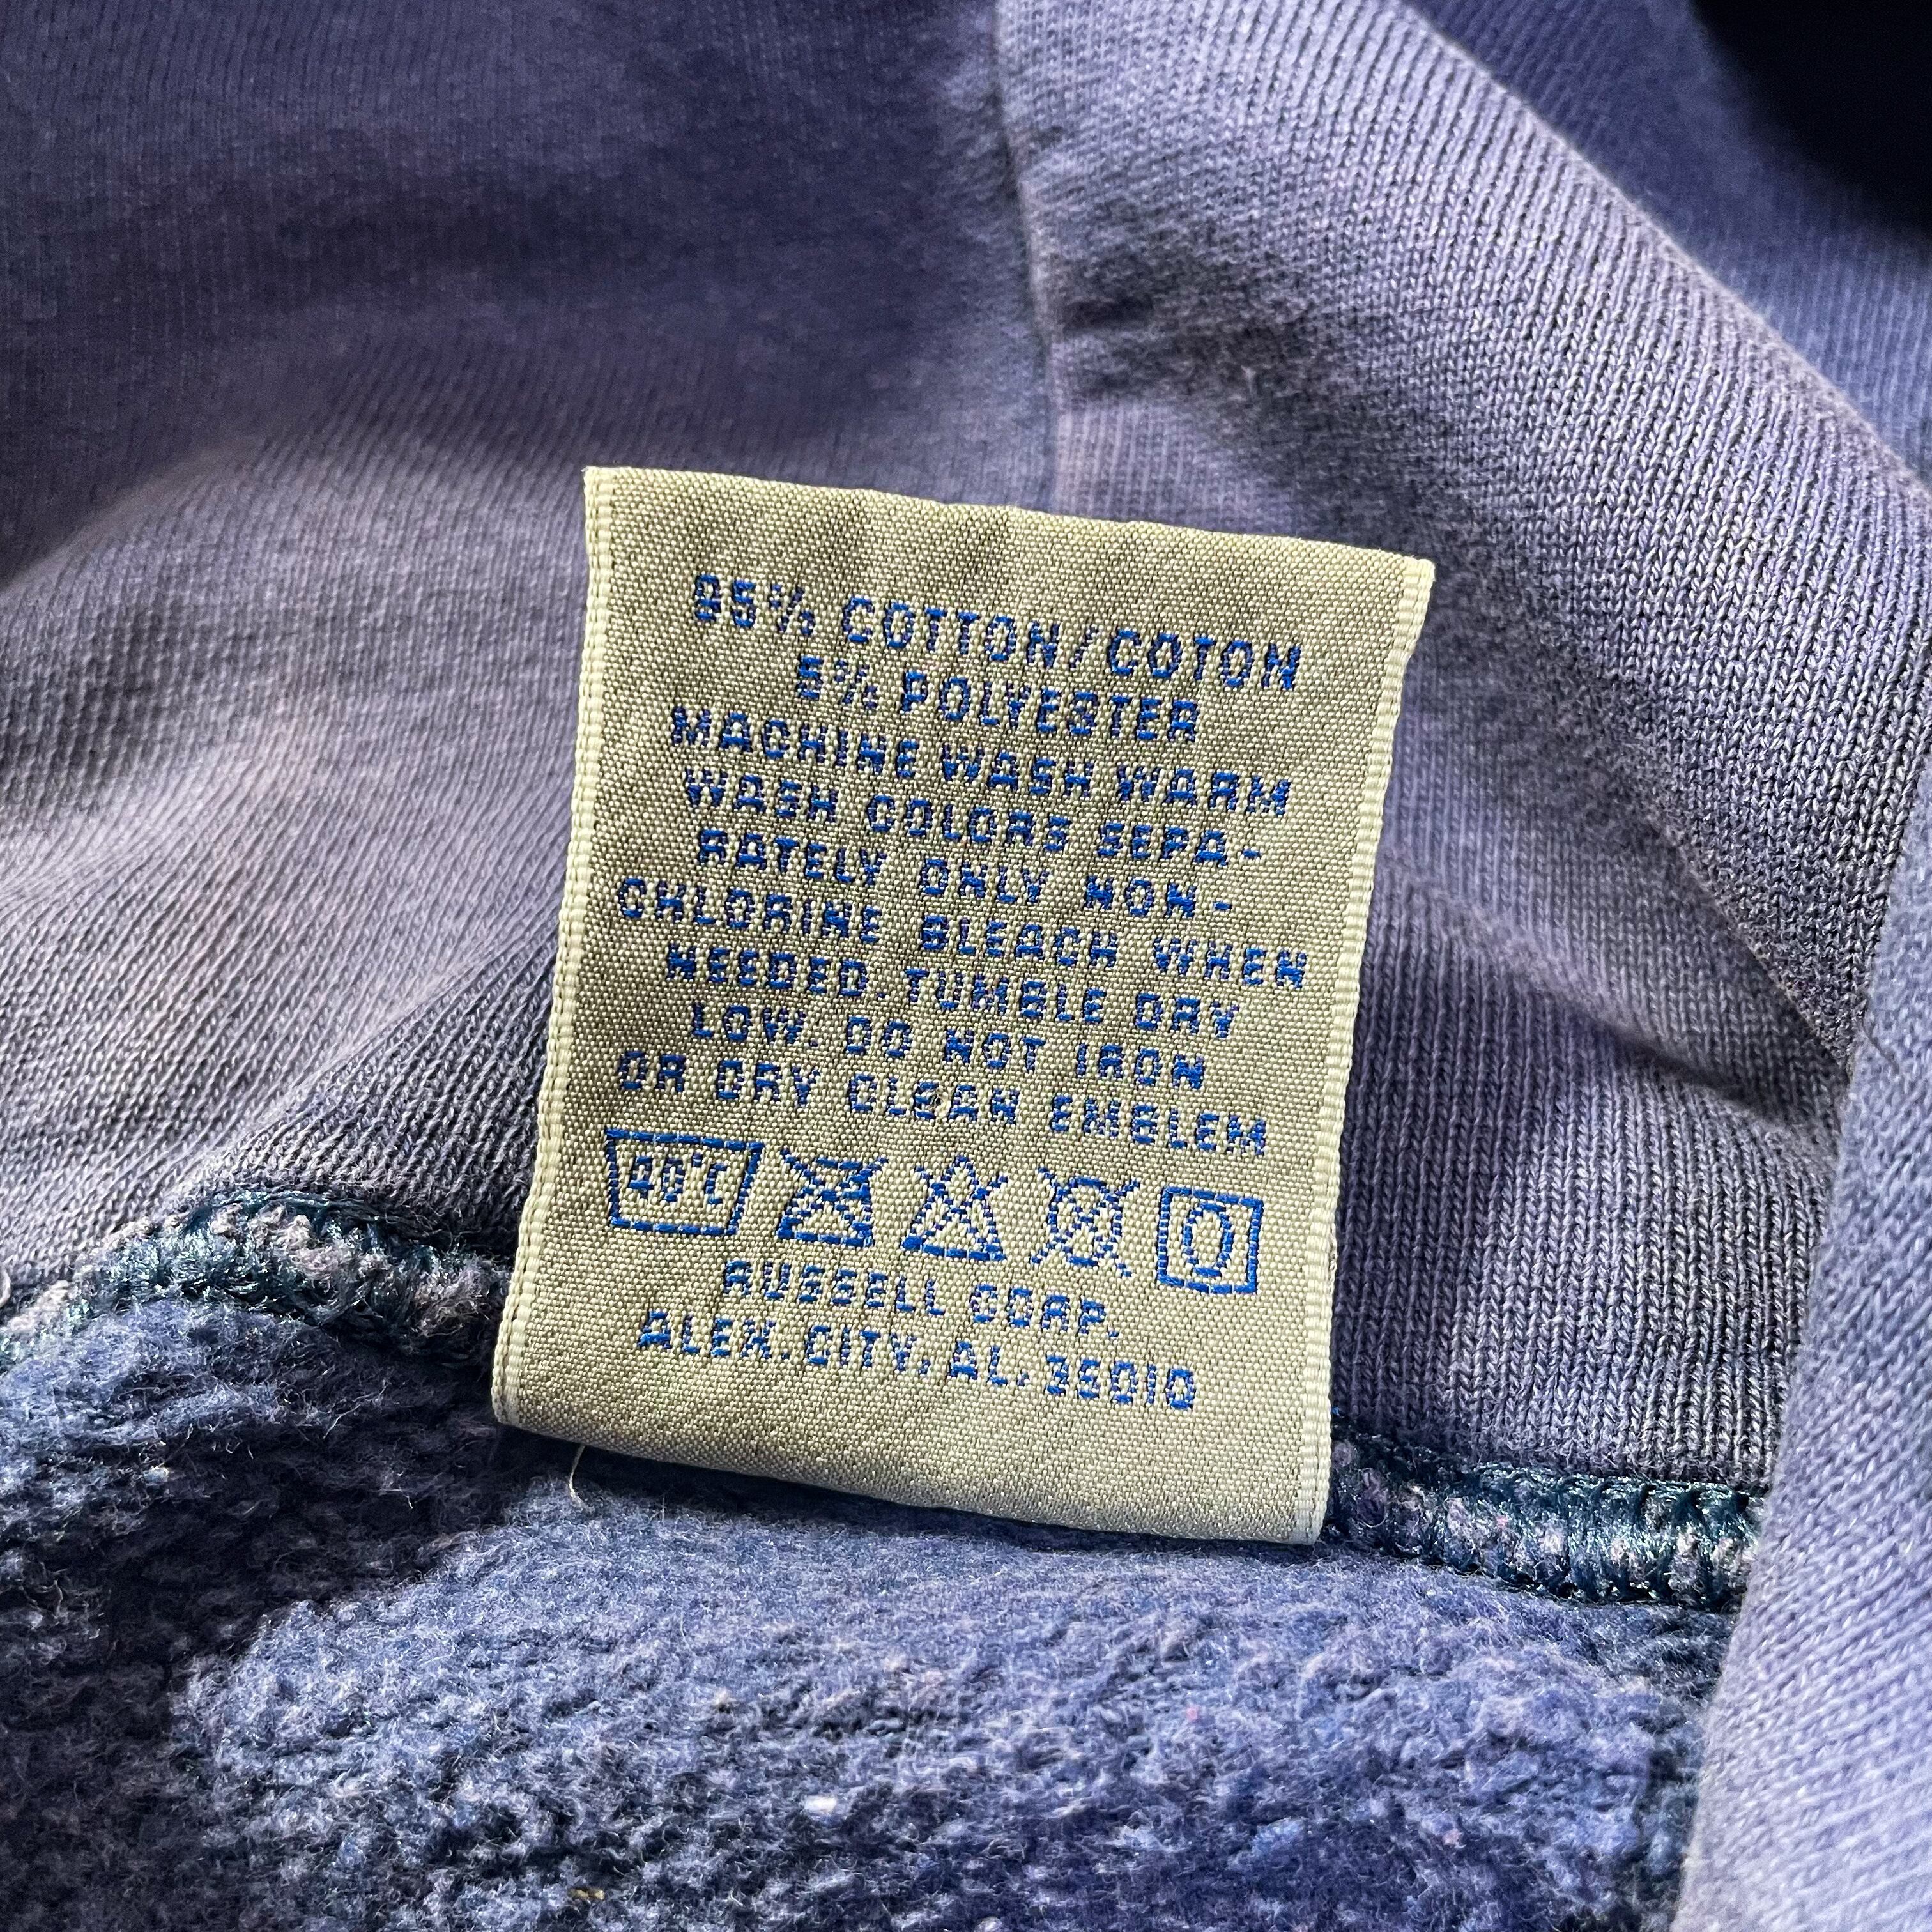 95% COTTON/COTON
5% POLYESTER
MACHINE WASH WARM
WASH COLORS SEPA-
RATELY ONLY NON-
CHLORINE BLEACH WHEN
NEEDED. TUMBLE DRY
LOW. DO NOT IRON
OR DRY CLEAN EMBLEM
40°C
RUSSELL CORP.
ALEX. CITY, AL. 35010